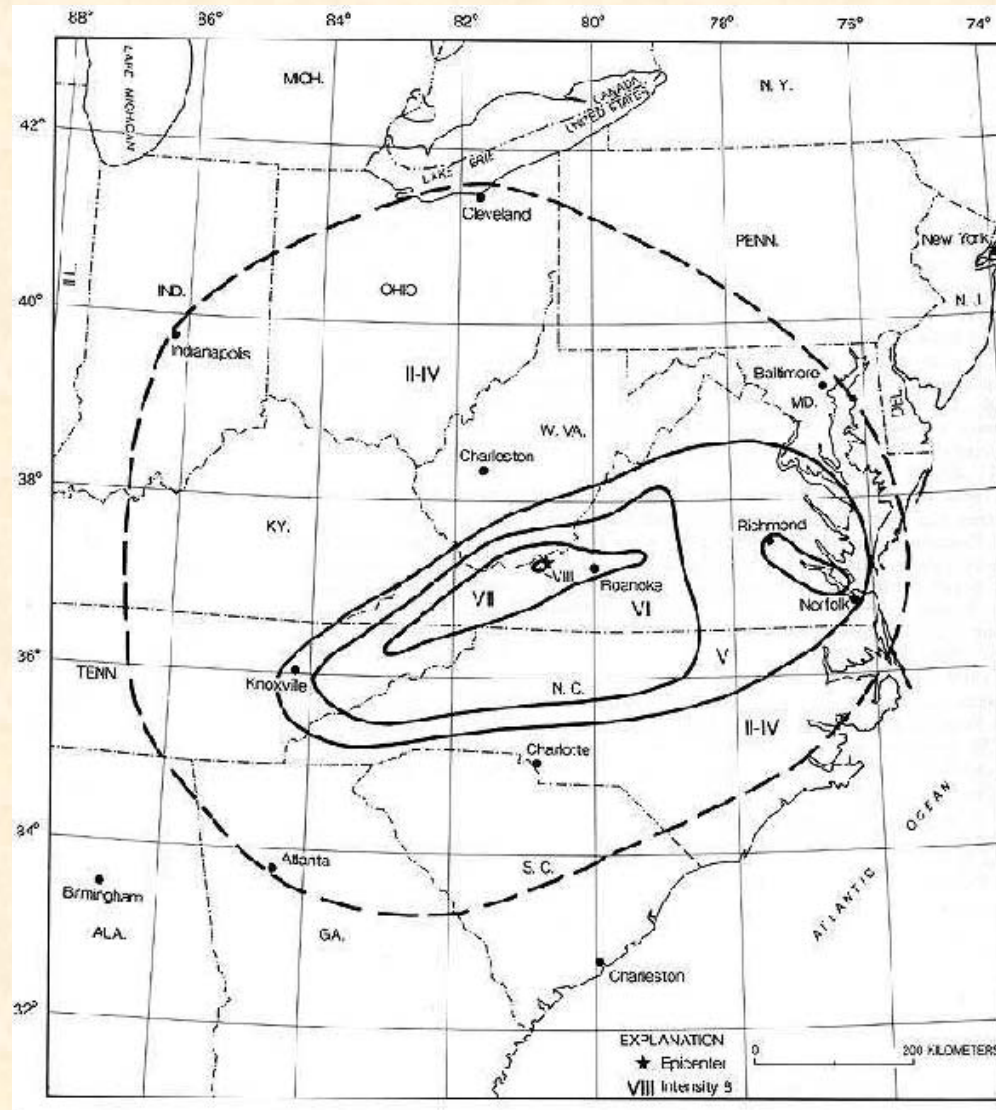 88° 86° 84° 82° 80° 78° 76° 74°
LAKE MICHIGAN
MICH.
CANADA
UNITED STATES
N. Y.
42°
LAKE ERIE
Cleveland
PENN.
New York
N. J.
ILL.
IND.
OHIO
40°
Indianapolis
II-IV
Baltimore
MD.
DEL.
W. VA.
Charleston
38°
KY.
Richmond
VIII
Roanoke
VII
VI
Norfolk
V
36°
TENN.
Knoxville
N. C.
II-IV
Charlotte
34°
Atlanta
S. C.
Birmingham
ALA.
GA.
ATLANTIC OCEAN
Charleston
32°
EXPLANATION
★ Epicenter
VIII Intensity 8
0 200 KILOMETERS